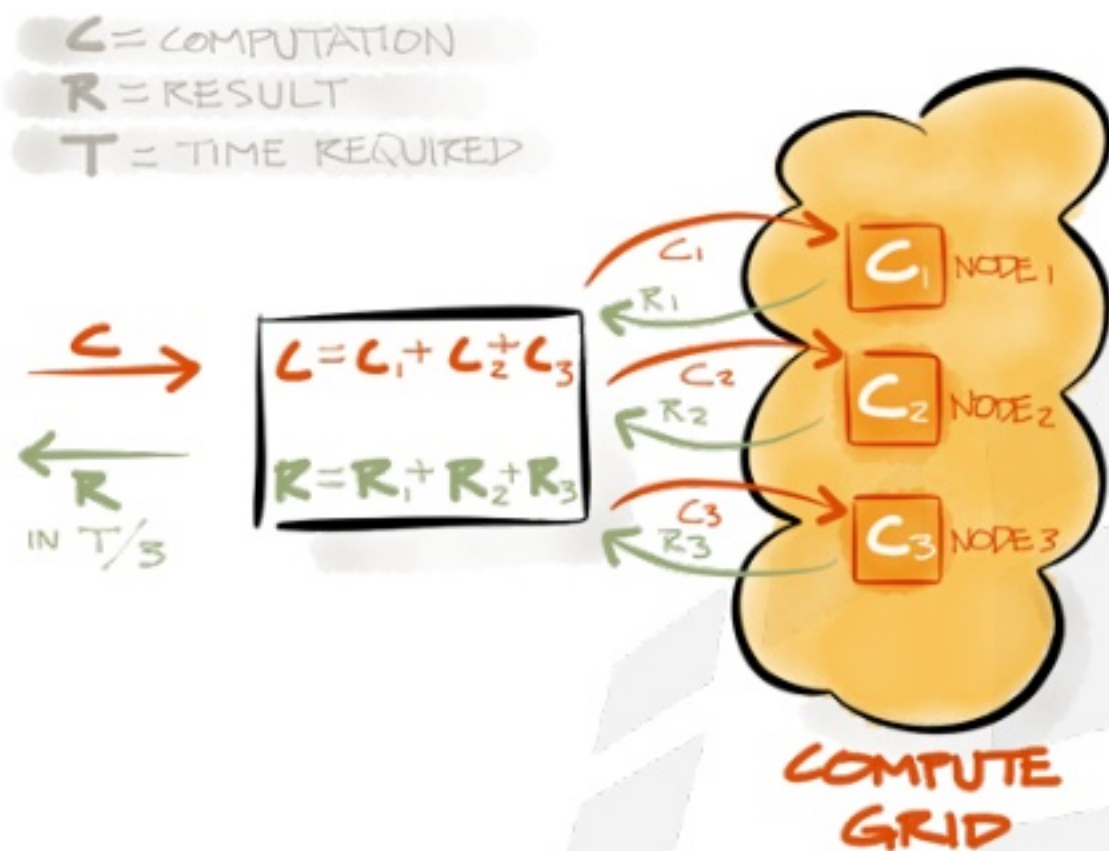 C = COMPUTATION
R = RESULT
T = TIME REQUIRED
C
R
IN T/3
C = C₁ + C₂ + C₃
R = R₁ + R₂ + R₃
C₁
R₁
C₁ NODE 1
C₂
R₂
C₂ NODE 2
C₃
R₃
C₃ NODE 3
COMPUTE
GRID